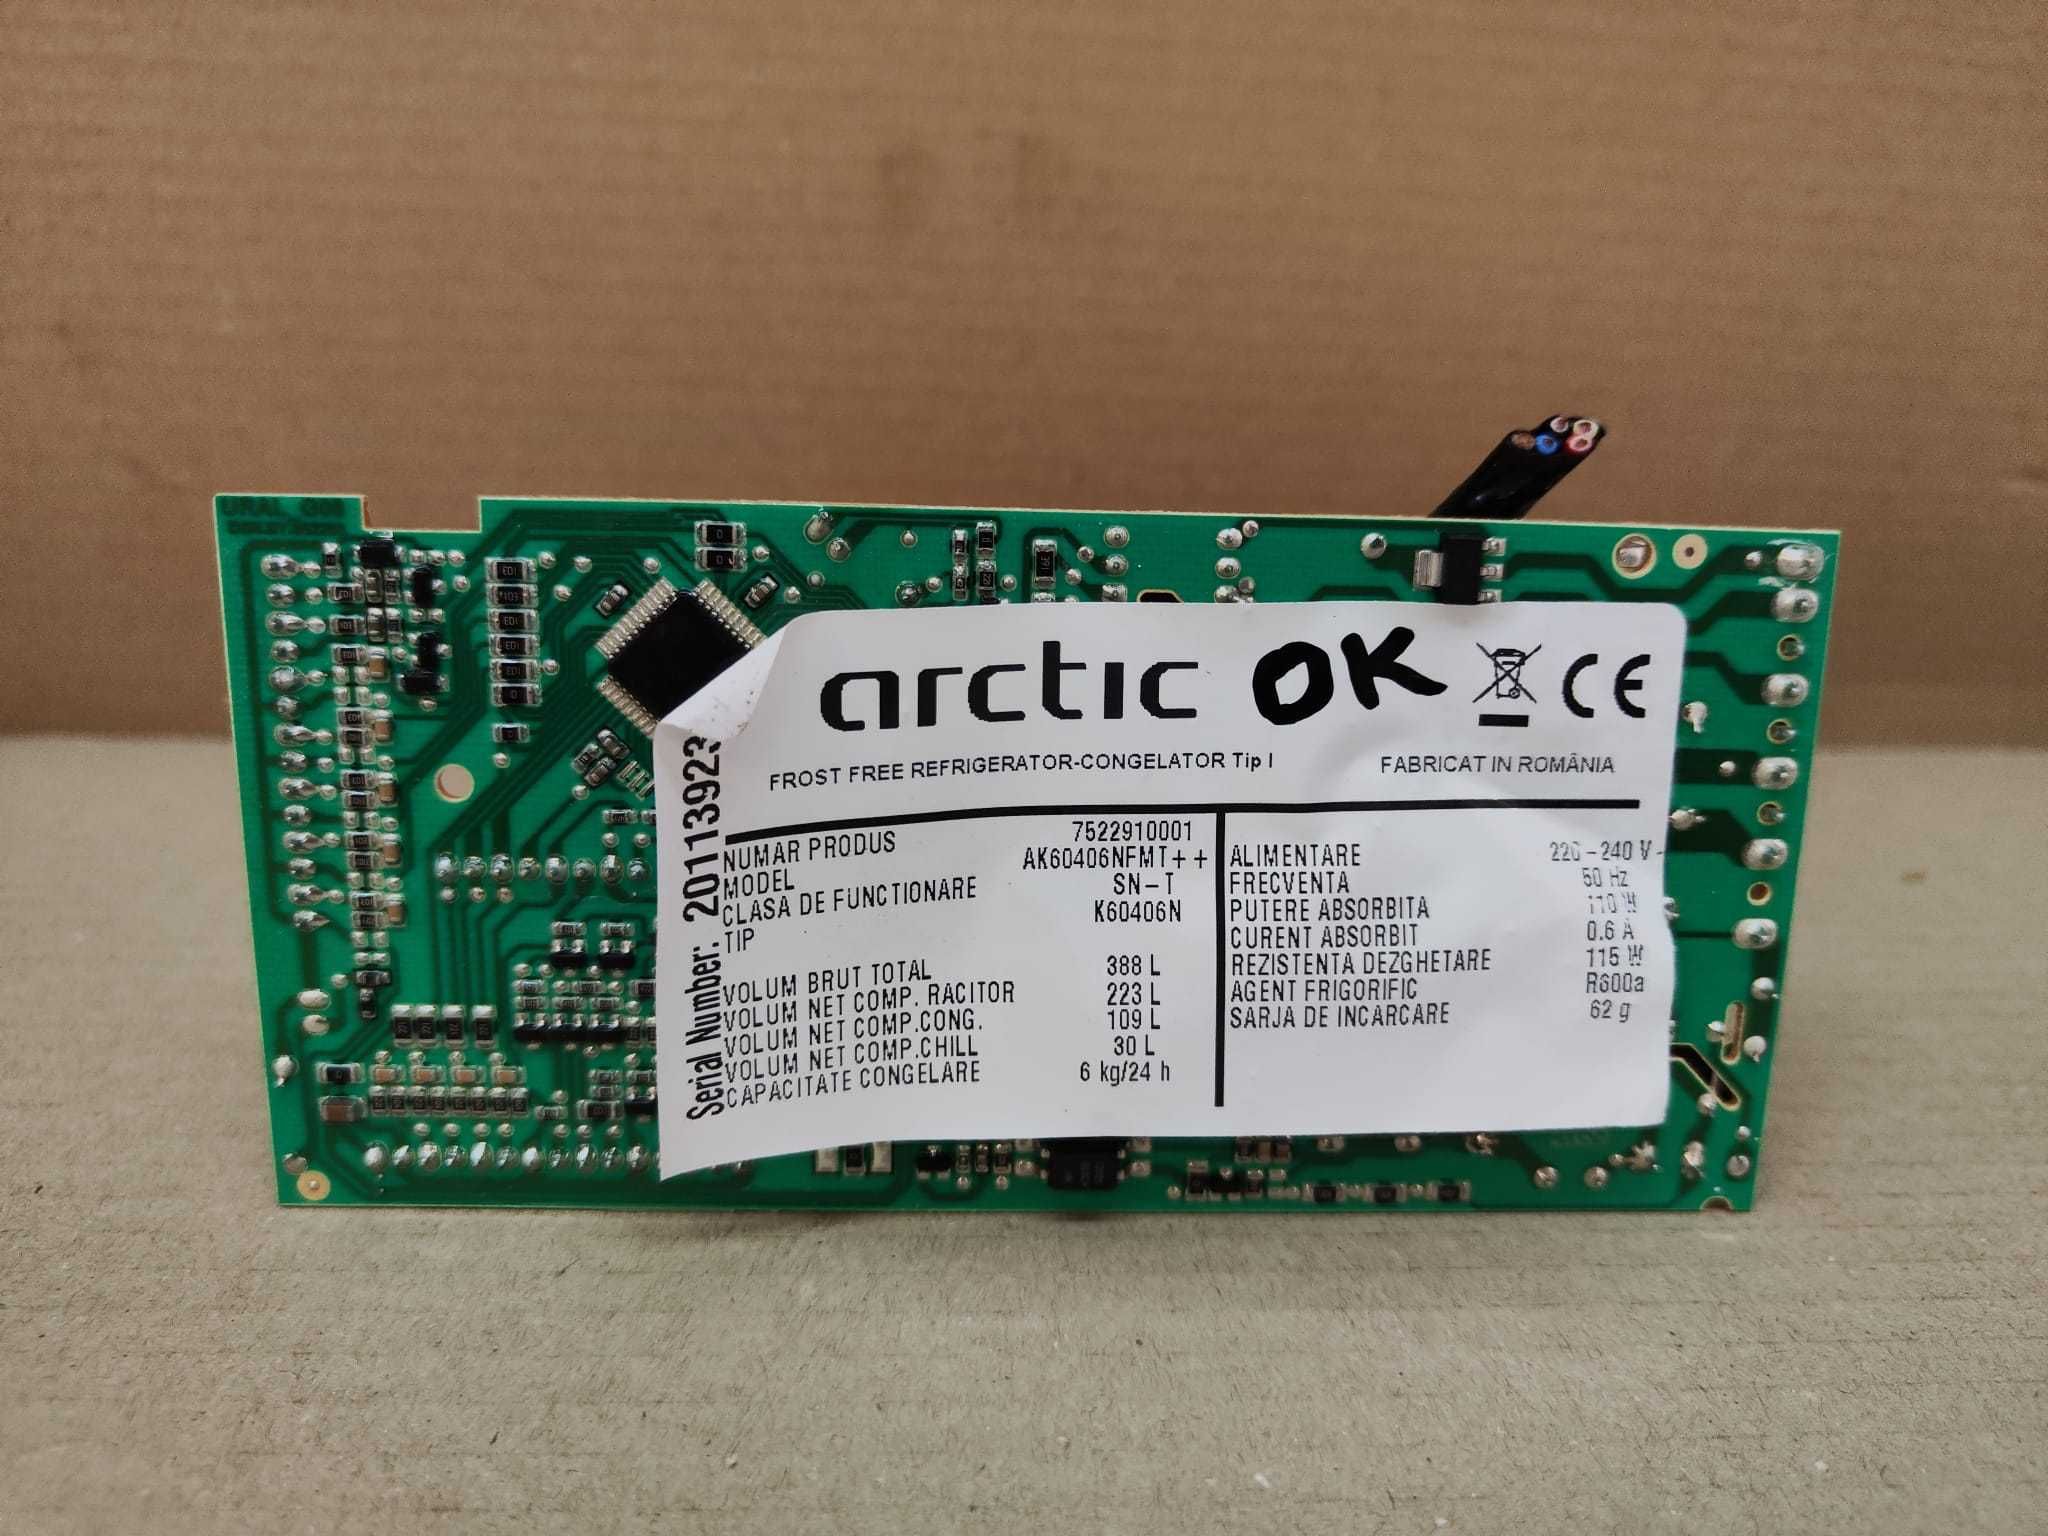 arctic OK CE
FROST FREE REFRIGERATOR-CONGELATOR Tip I
FABRICAT IN ROMÂNIA
Serial Number: 201139923
NUMAR PRODUS 7522910001
MODEL AK60406NFMT++
CLASA DE FUNCTIONARE SN-T
TIP K60406N
VOLUM BRUT TOTAL 388 L
VOLUM NET COMP. RACITOR 223 L
VOLUM NET COMP.CONG. 109 L
VOLUM NET COMP.CHILL 30 L
CAPACITATE CONGELARE 6 kg/24 h
ALIMENTARE 220-240 V
FRECVENTA 50 Hz
PUTERE ABSORBITA 110 W
CURENT ABSORBIT 0.6 A
REZISTENTA DEZGHETARE 115 W
AGENT FRIGORIFIC R600a
SARJA DE INCARCARE 62 g